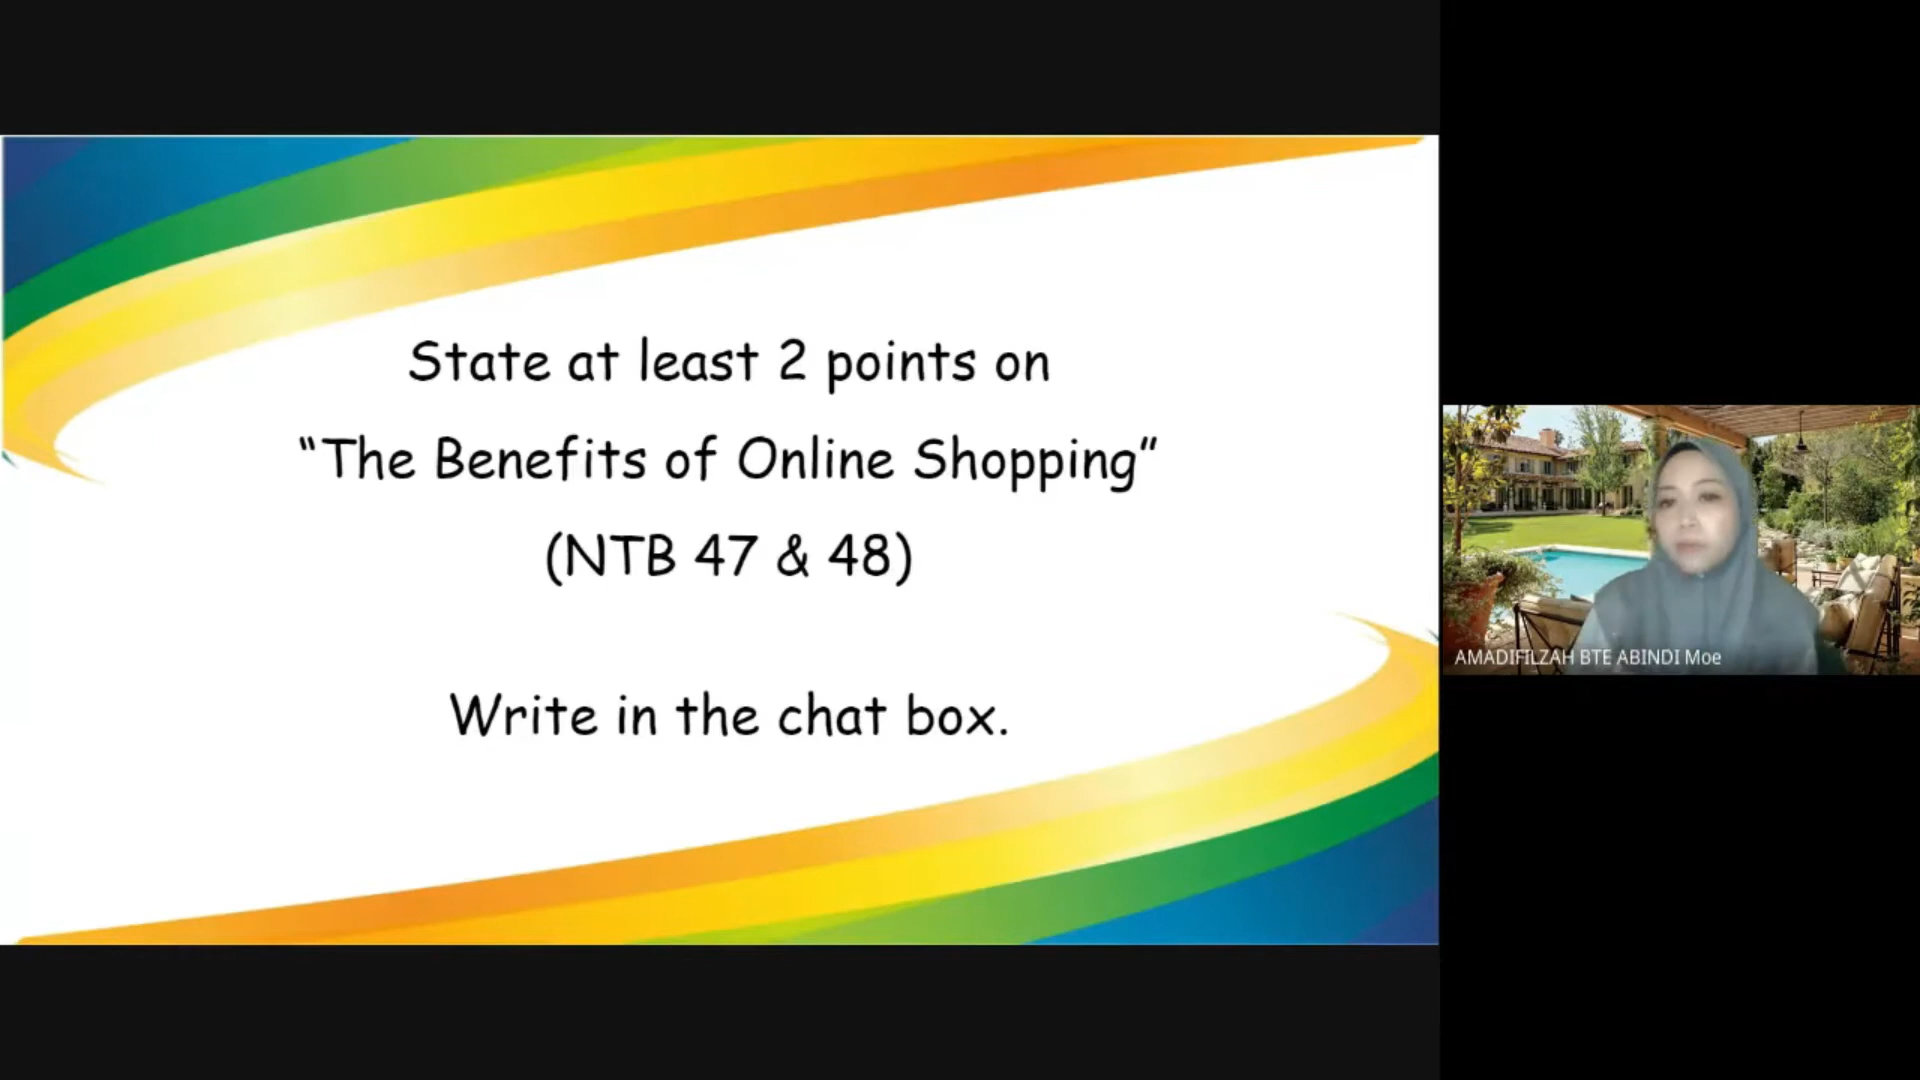 State at least 2 points on
“The Benefits of Online Shopping”
(NTB 47 & 48)
Write in the chat box.
AMADIFILZAH BTE ABINDI Moe